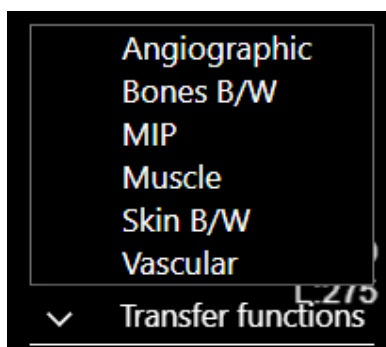 Angiographic
Bones B/W
MIP
Muscle
Skin B/W
Vascular
L:275
Transfer functions